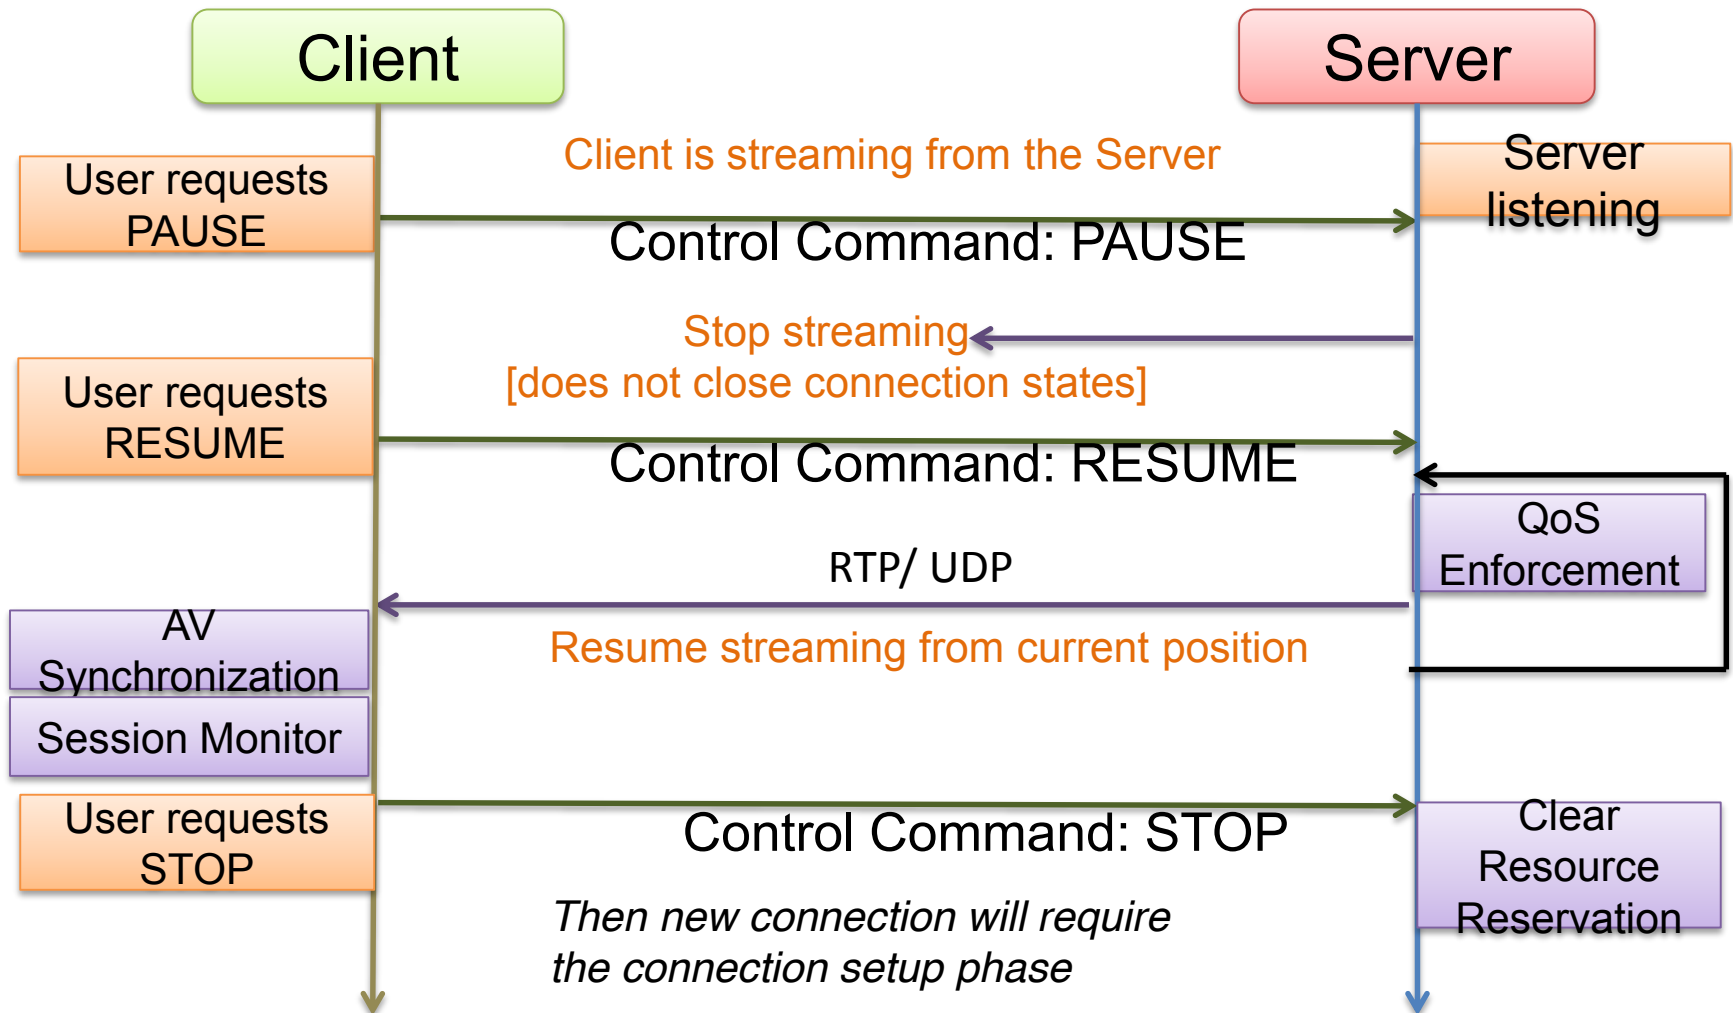 Client
Server
Client is streaming from the Server
User requests
PAUSE
Server
listening
Control Command: PAUSE
Stop streaming
[does not close connection states]
User requests
RESUME
Control Command: RESUME
QoS
Enforcement
RTP/ UDP
AV
Synchronization
Resume streaming from current position
Session Monitor
User requests
STOP
Control Command: STOP
Clear
Resource
Reservation
Then new connection will require
the connection setup phase